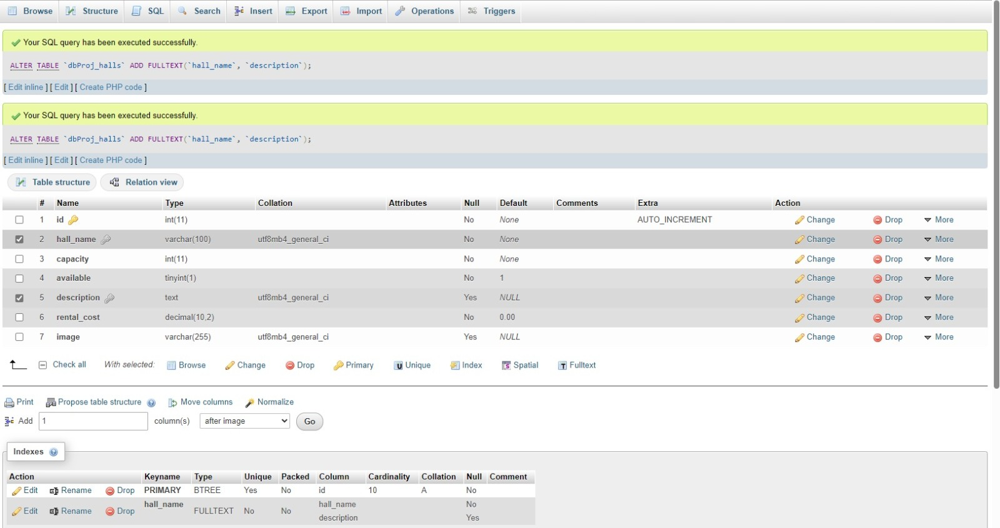 Browse Structure SQL Search Insert Export Import Operations Triggers
Your SQL query has been executed successfully.
ALTER TABLE `dbProj_halls` ADD FULLTEXT(`hall_name`, `description`);
[ Edit inline ] [ Edit ] [ Create PHP code ]
Your SQL query has been executed successfully.
ALTER TABLE `dbProj_halls` ADD FULLTEXT(`hall_name`, `description`);
[ Edit inline ] [ Edit ] [ Create PHP code ]
Table structure Relation view
# Name Type Collation Attributes Null Default Comments Extra Action
1 id int(11) No None AUTO_INCREMENT Change Drop More
2 hall_name varchar(100) utf8mb4_general_ci No None Change Drop More
3 capacity int(11) No None Change Drop More
4 available tinyint(1) No 1 Change Drop More
5 description text utf8mb4_general_ci Yes NULL Change Drop More
6 rental_cost decimal(10,2) No 0.00 Change Drop More
7 image varchar(255) utf8mb4_general_ci Yes NULL Change Drop More
Check all With selected: Browse Change Drop Primary Unique Index Spatial Fulltext
Print Propose table structure Move columns Normalize
Add 1 column(s) after image Go
Indexes
Action Keyname Type Unique Packed Column Cardinality Collation Null Comment
Edit Rename Drop PRIMARY BTREE Yes No id 10 A No
hall_name hall_name No
Edit Rename Drop FULLTEXT No No
description Yes